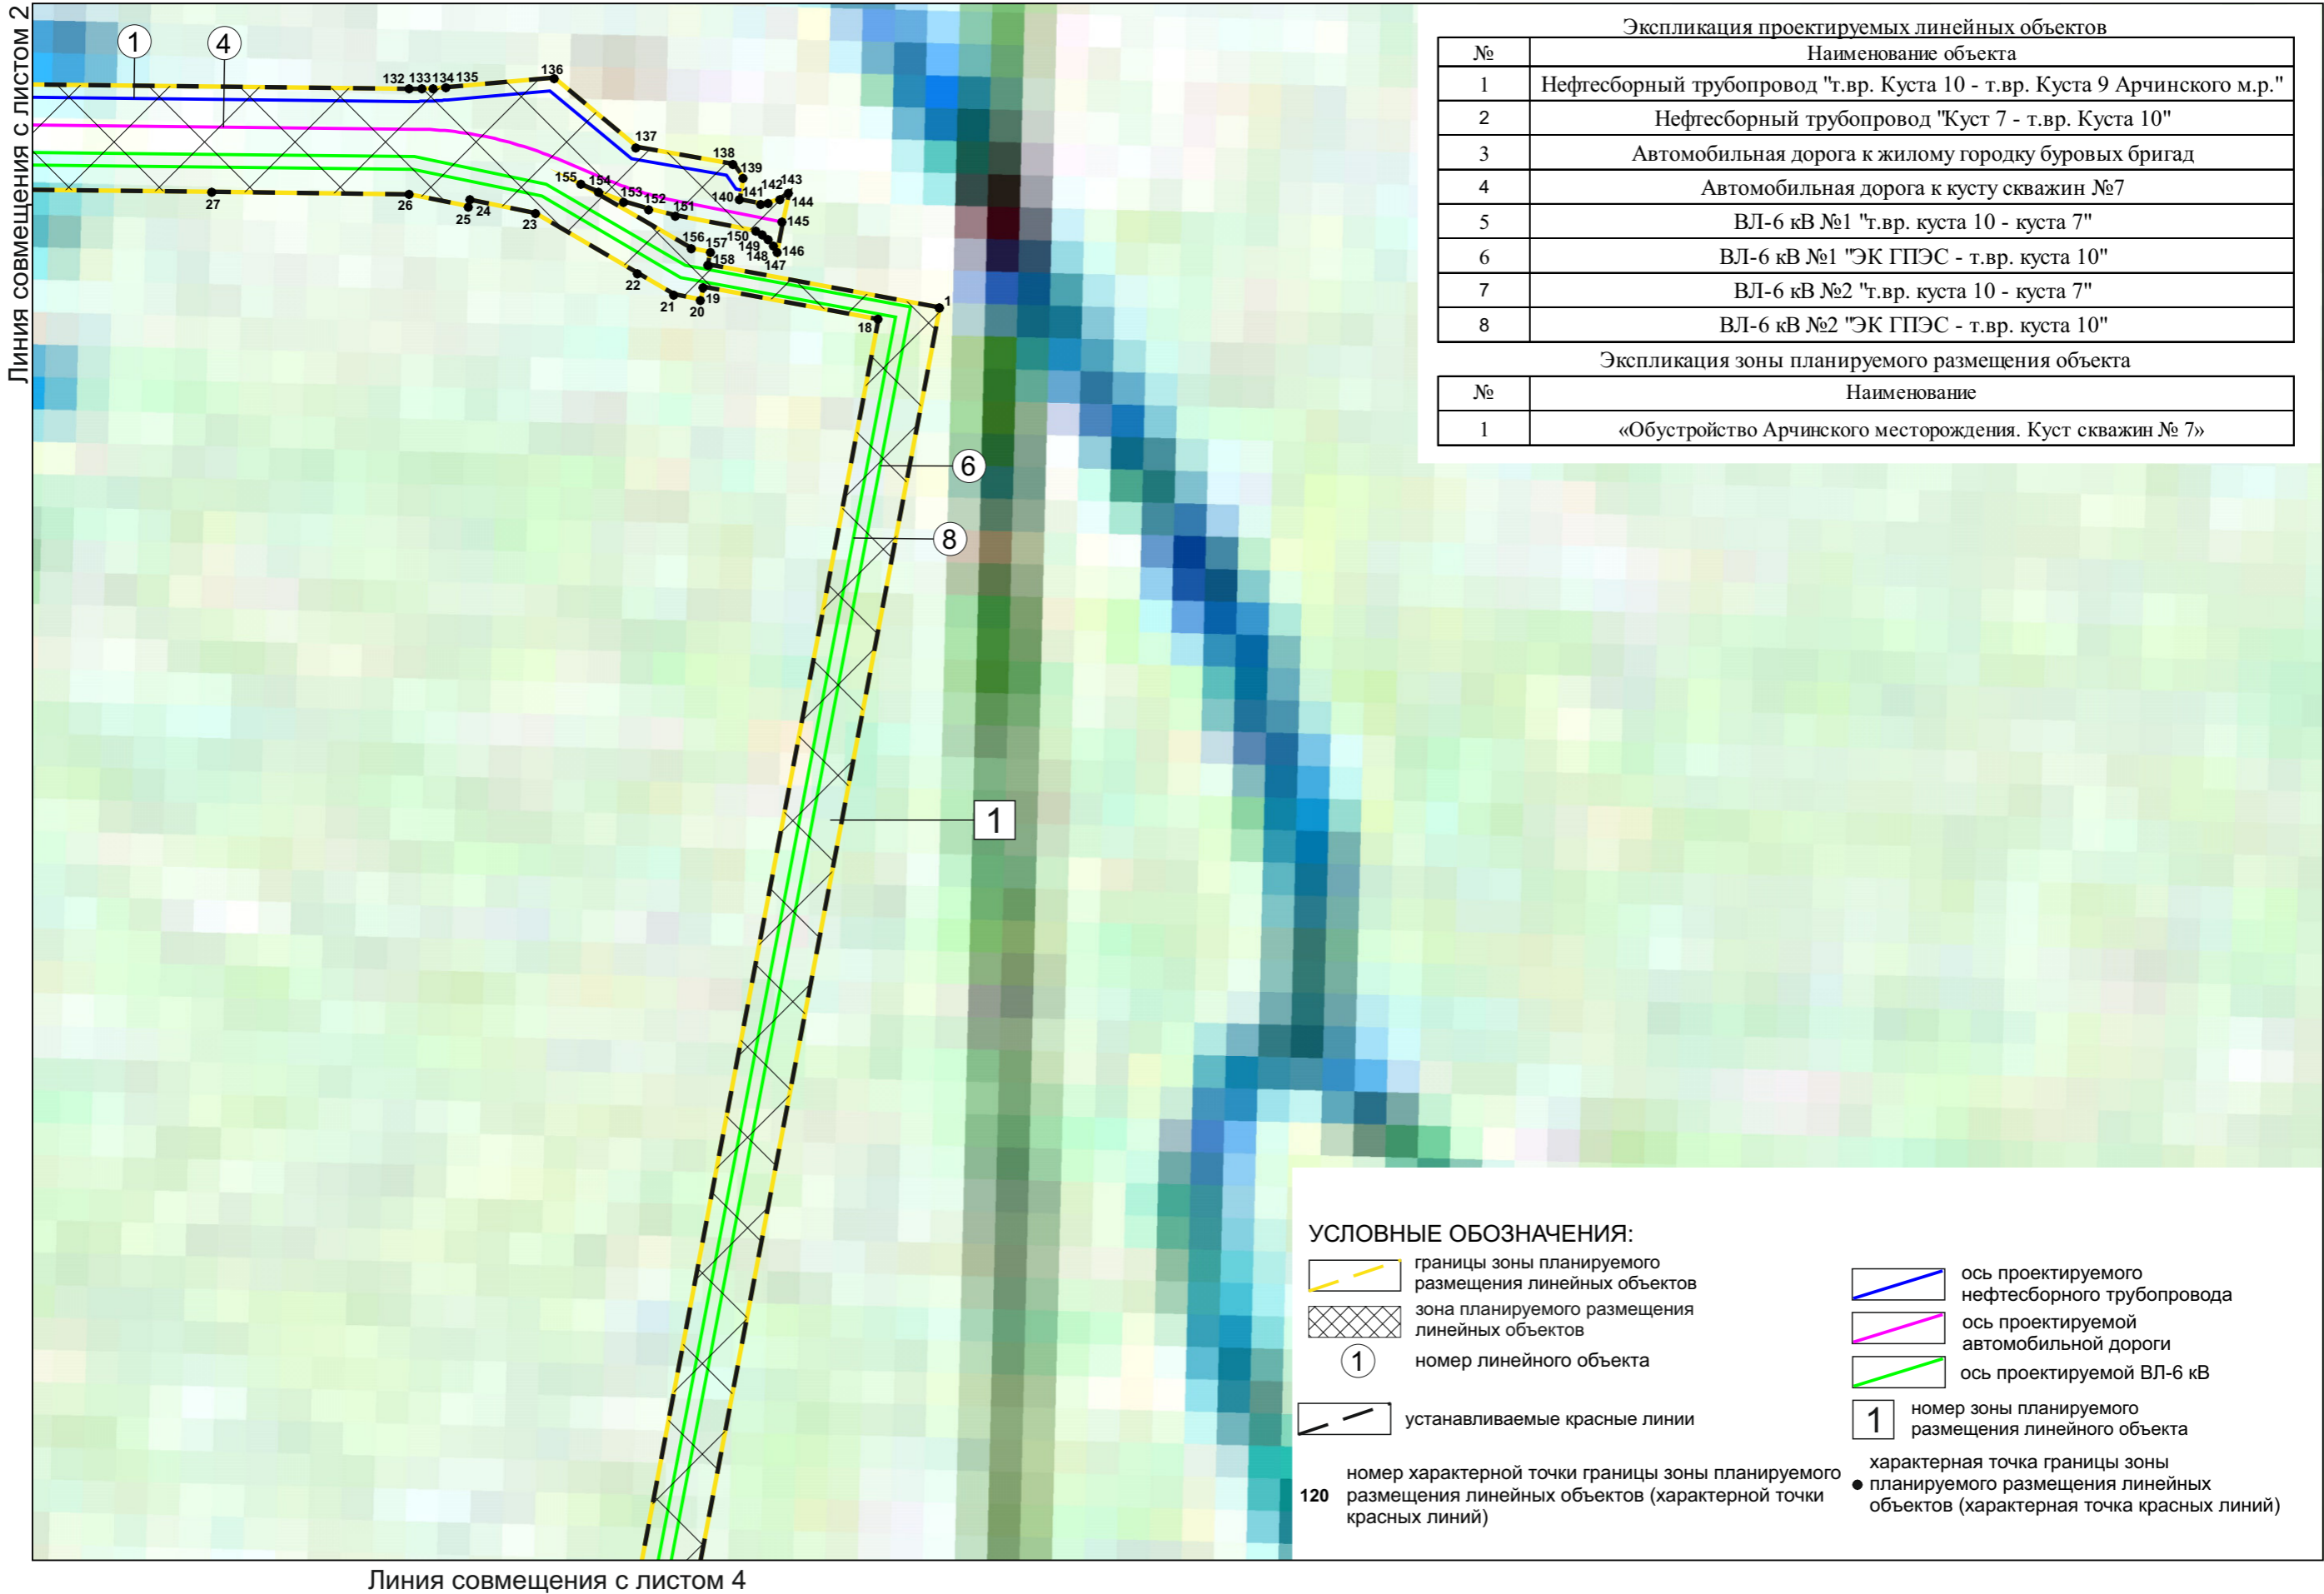 Линия совмещения с листом 2
1
4
132
133
134
135
136
137
138
139
140
141
142
143
144
145
146
147
148
149
150
151
152
153
154
155
156
157
158
1
18
19
20
21
22
23
24
25
26
27
6
8
1
Экспликация проектируемых линейных объектов
№ Наименование объекта
1 Нефтесборный трубопровод "т.вр. Куста 10 - т.вр. Куста 9 Арчинского м.р."
2 Нефтесборный трубопровод "Куст 7 - т.вр. Куста 10"
3 Автомобильная дорога к жилому городку буровых бригад
4 Автомобильная дорога к кусту скважин №7
5 ВЛ-6 кВ №1 "т.вр. куста 10 - куста 7"
6 ВЛ-6 кВ №1 "ЭК ГПЭС - т.вр. куста 10"
7 ВЛ-6 кВ №2 "т.вр. куста 10 - куста 7"
8 ВЛ-6 кВ №2 "ЭК ГПЭС - т.вр. куста 10"
Экспликация зоны планируемого размещения объекта
№ Наименование
1 «Обустройство Арчинского месторождения. Куст скважин № 7»
УСЛОВНЫЕ ОБОЗНАЧЕНИЯ:
границы зоны планируемого
размещения линейных объектов
зона планируемого размещения
линейных объектов
1 номер линейного объекта
устанавливаемые красные линии
номер характерной точки границы зоны планируемого
120 размещения линейных объектов (характерной точки
красных линий)
ось проектируемого
нефтесборного трубопровода
ось проектируемой
автомобильной дороги
ось проектируемой ВЛ-6 кВ
1 номер зоны планируемого
размещения линейного объекта
характерная точка границы зоны
планируемого размещения линейных
объектов (характерная точка красных линий)
Линия совмещения с листом 4